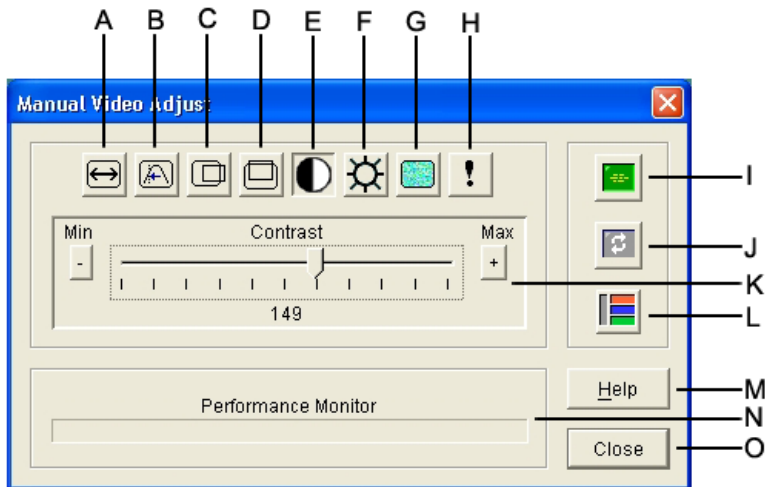 A B C D E F G H
Manual Video Adjust
I
Min Contrast Max
- +
149
J
K
L
Help
M
Performance Monitor
N
Close
O